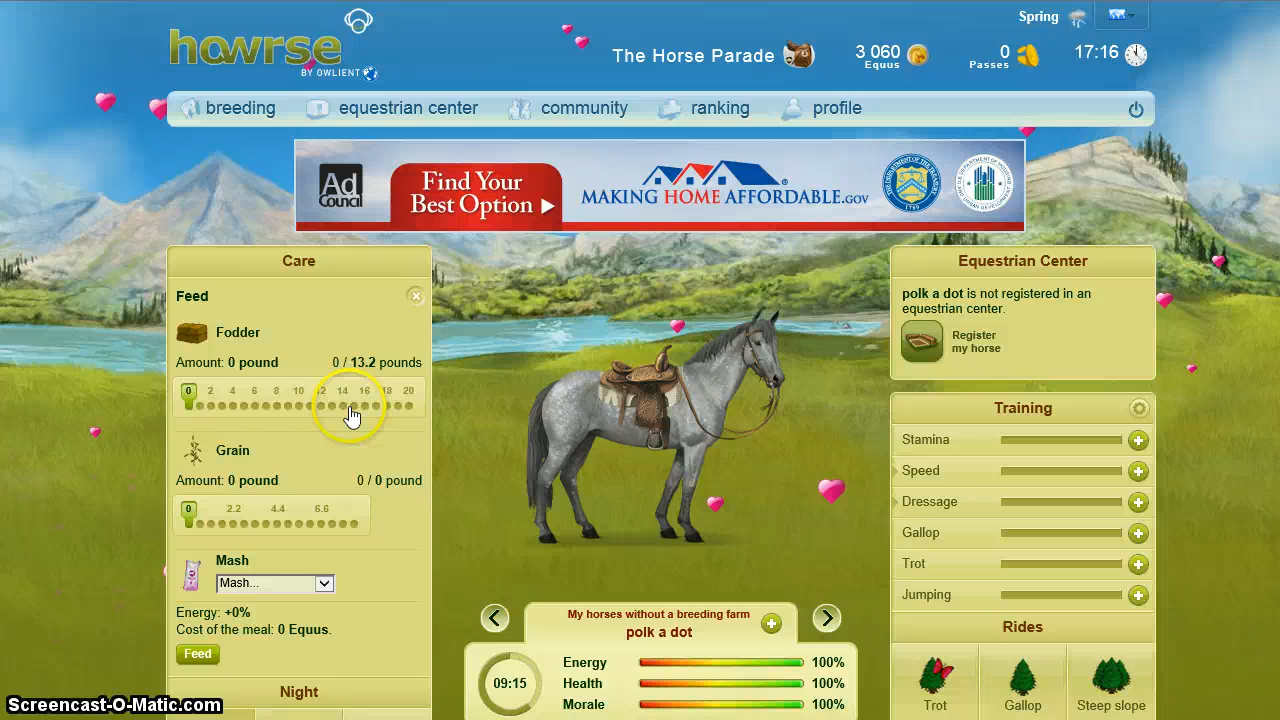 Spring
howrse
BY OWLIENT
The Horse Parade
3 060
Equus
0
Passes
17:16
breeding
equestrian center
community
ranking
profile
Ad
Council
Find Your
Best Option
MAKING HOME AFFORDABLE.GOV
Care
Feed
Fodder
Amount: 0 pound
0 / 13.2 pounds
0 2 4 6 8 10 12 14 16 18 20
Grain
Amount: 0 pound
0 / 0 pound
0 2.2 4.4 6.6
Mash
Mash...
Energy: +0%
Cost of the meal: 0 Equus.
Feed
Night
My horses without a breeding farm
polk a dot
09:15
Energy 100%
Health 100%
Morale 100%
Equestrian Center
polk a dot is not registered in an
equestrian center.
Register
my horse
Training
Stamina
Speed
Dressage
Gallop
Trot
Jumping
Rides
Trot
Gallop
Steep slope
Screencast-O-Matic.com